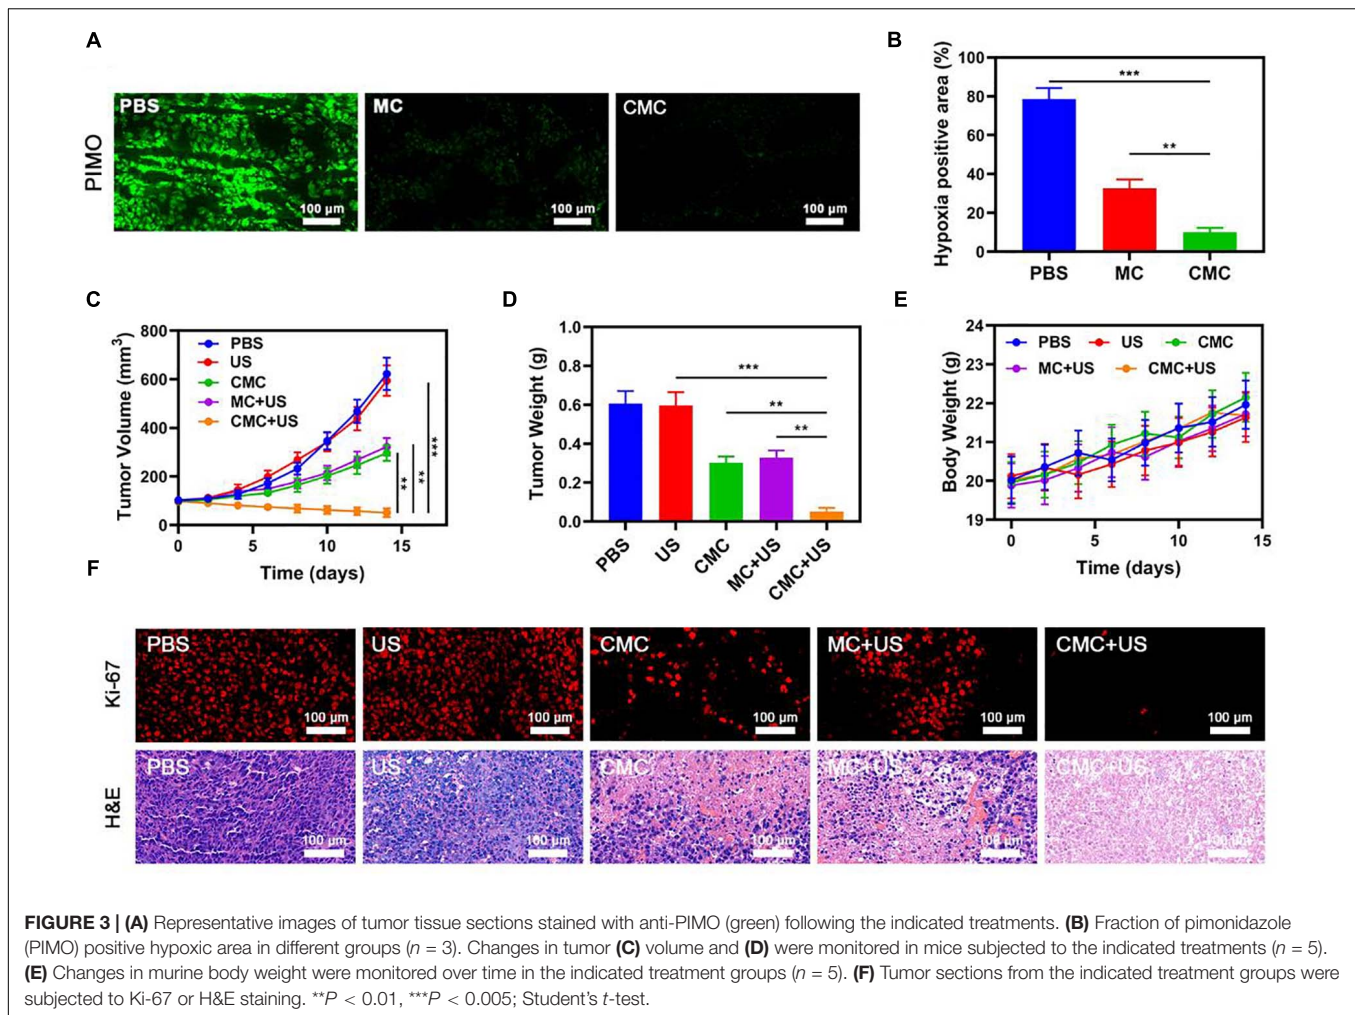 A
PIMO
PBS
MC
CMC
100 µm
100 µm
100 µm
B
Hypoxia positive area (%)
80
60
40
20
0
***
**
PBS
MC
CMC
C
Tumor Volume (mm3)
800
600
400
200
0
PBS
US
CMC
MC+US
CMC+US
**
**
***
0
5
10
15
Time (days)
D
Tumor Weight (g)
1.0
0.8
0.6
0.4
0.2
0.0
***
**
**
PBS
US
CMC
MC+US
CMC+US
E
Body Weight (g)
24
23
22
21
20
19
PBS
US
CMC
MC+US
CMC+US
0
5
10
15
Time (days)
F
Ki-67
PBS
US
CMC
MC+US
CMC+US
100 µm
100 µm
100 µm
100 µm
100 µm
H&E
PBS
US
CMC
MC+US
CMC+US
100 µm
100 µm
100 µm
100 µm
100 µm
FIGURE 3 | (A) Representative images of tumor tissue sections stained with anti-PIMO (green) following the indicated treatments. (B) Fraction of pimonidazole
(PIMO) positive hypoxic area in different groups (n = 3). Changes in tumor (C) volume and (D) were monitored in mice subjected to the indicated treatments (n = 5).
(E) Changes in murine body weight were monitored over time in the indicated treatment groups (n = 5). (F) Tumor sections from the indicated treatment groups were
subjected to Ki-67 or H&E staining. **P < 0.01, ***P < 0.005; Student's t-test.